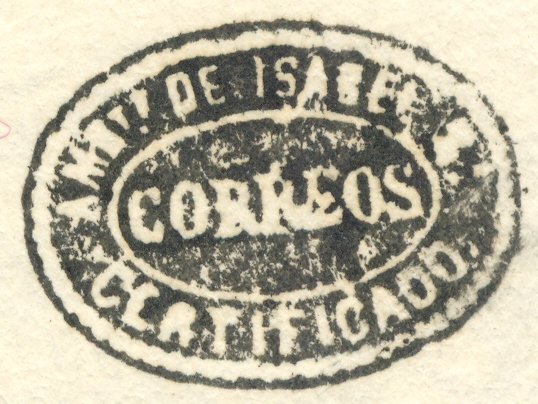 DE ISABELA
CORREOS
CERTIFICADO.